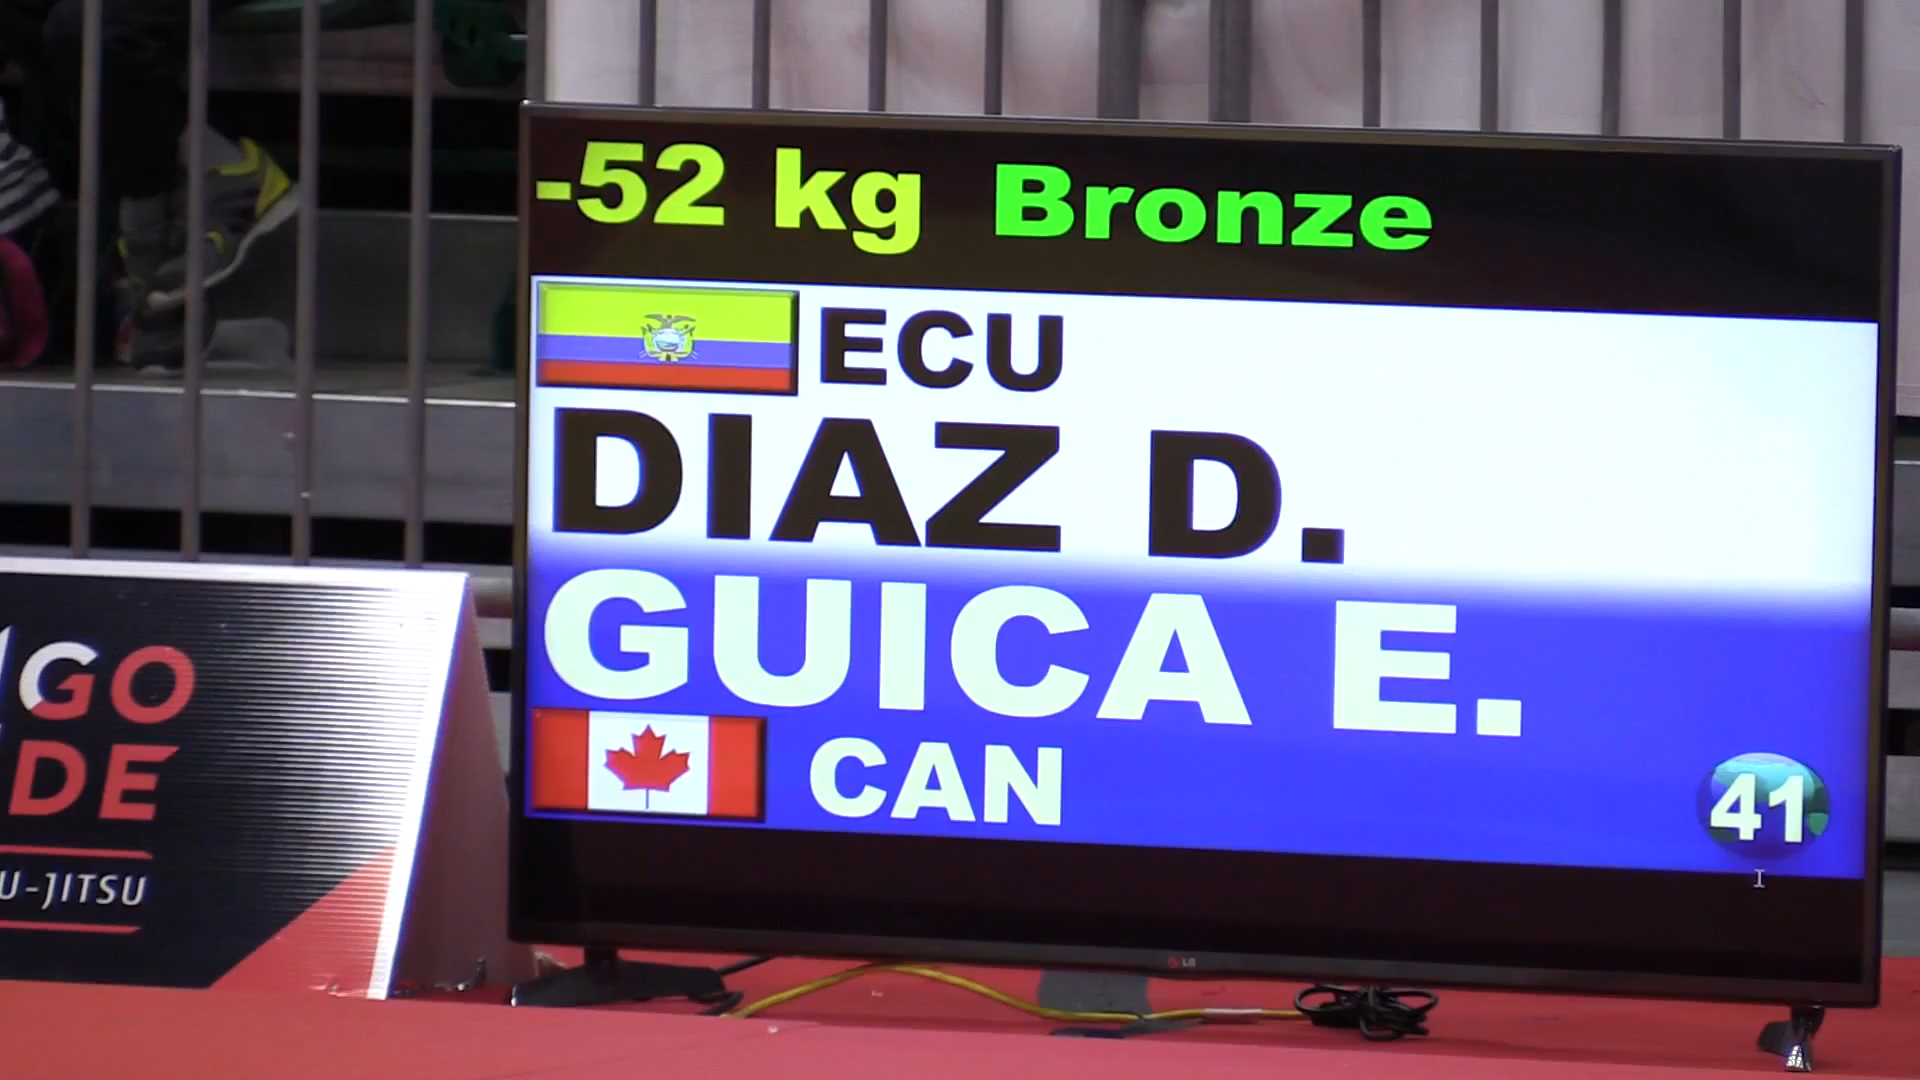 -52 kg Bronze
ECU
DIAZ D.
GUICA E.
CAN
41
GO
DE
U-JITSU
LG